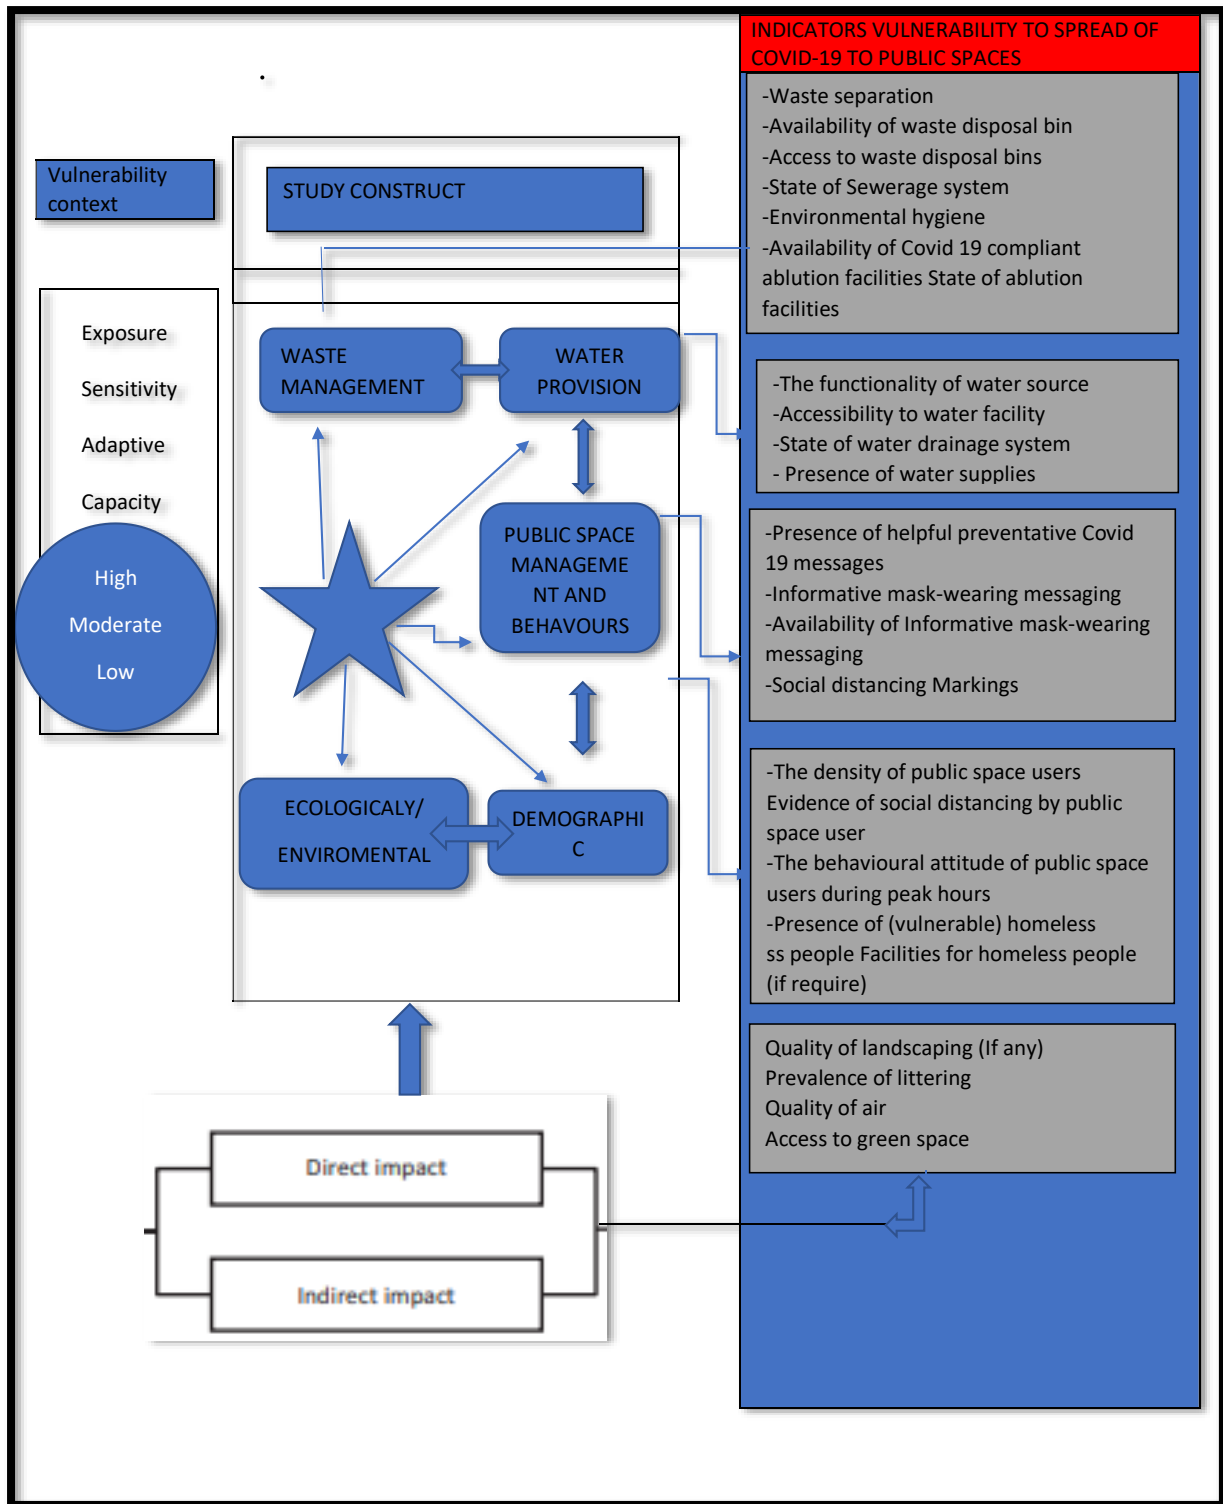 Vulnerability
context
Exposure
Sensitivity
Adaptive
Capacity
High
Moderate
Low
STUDY CONSTRUCT
WASTE
MANAGEMENT
WATER
PROVISION
PUBLIC SPACE
MANAGEME
NT AND
BEHAVOURS
ECOLOGICALY/
ENVIROMENTAL
DEMOGRAPHI
C
Direct impact
Indirect impact
INDICATORS VULNERABILITY TO SPREAD OF
COVID-19 TO PUBLIC SPACES
-Waste separation
-Availability of waste disposal bin
-Access to waste disposal bins
-State of Sewerage system
-Environmental hygiene
-Availability of Covid 19 compliant
ablution facilities State of ablution
facilities
-The functionality of water source
-Accessibility to water facility
-State of water drainage system
- Presence of water supplies
-Presence of helpful preventative Covid
19 messages
-Informative mask-wearing messaging
-Availability of Informative mask-wearing
messaging
-Social distancing Markings
-The density of public space users
Evidence of social distancing by public
space user
-The behavioural attitude of public space
users during peak hours
-Presence of (vulnerable) homeless
ss people Facilities for homeless people
(if require)
Quality of landscaping (If any)
Prevalence of littering
Quality of air
Access to green space